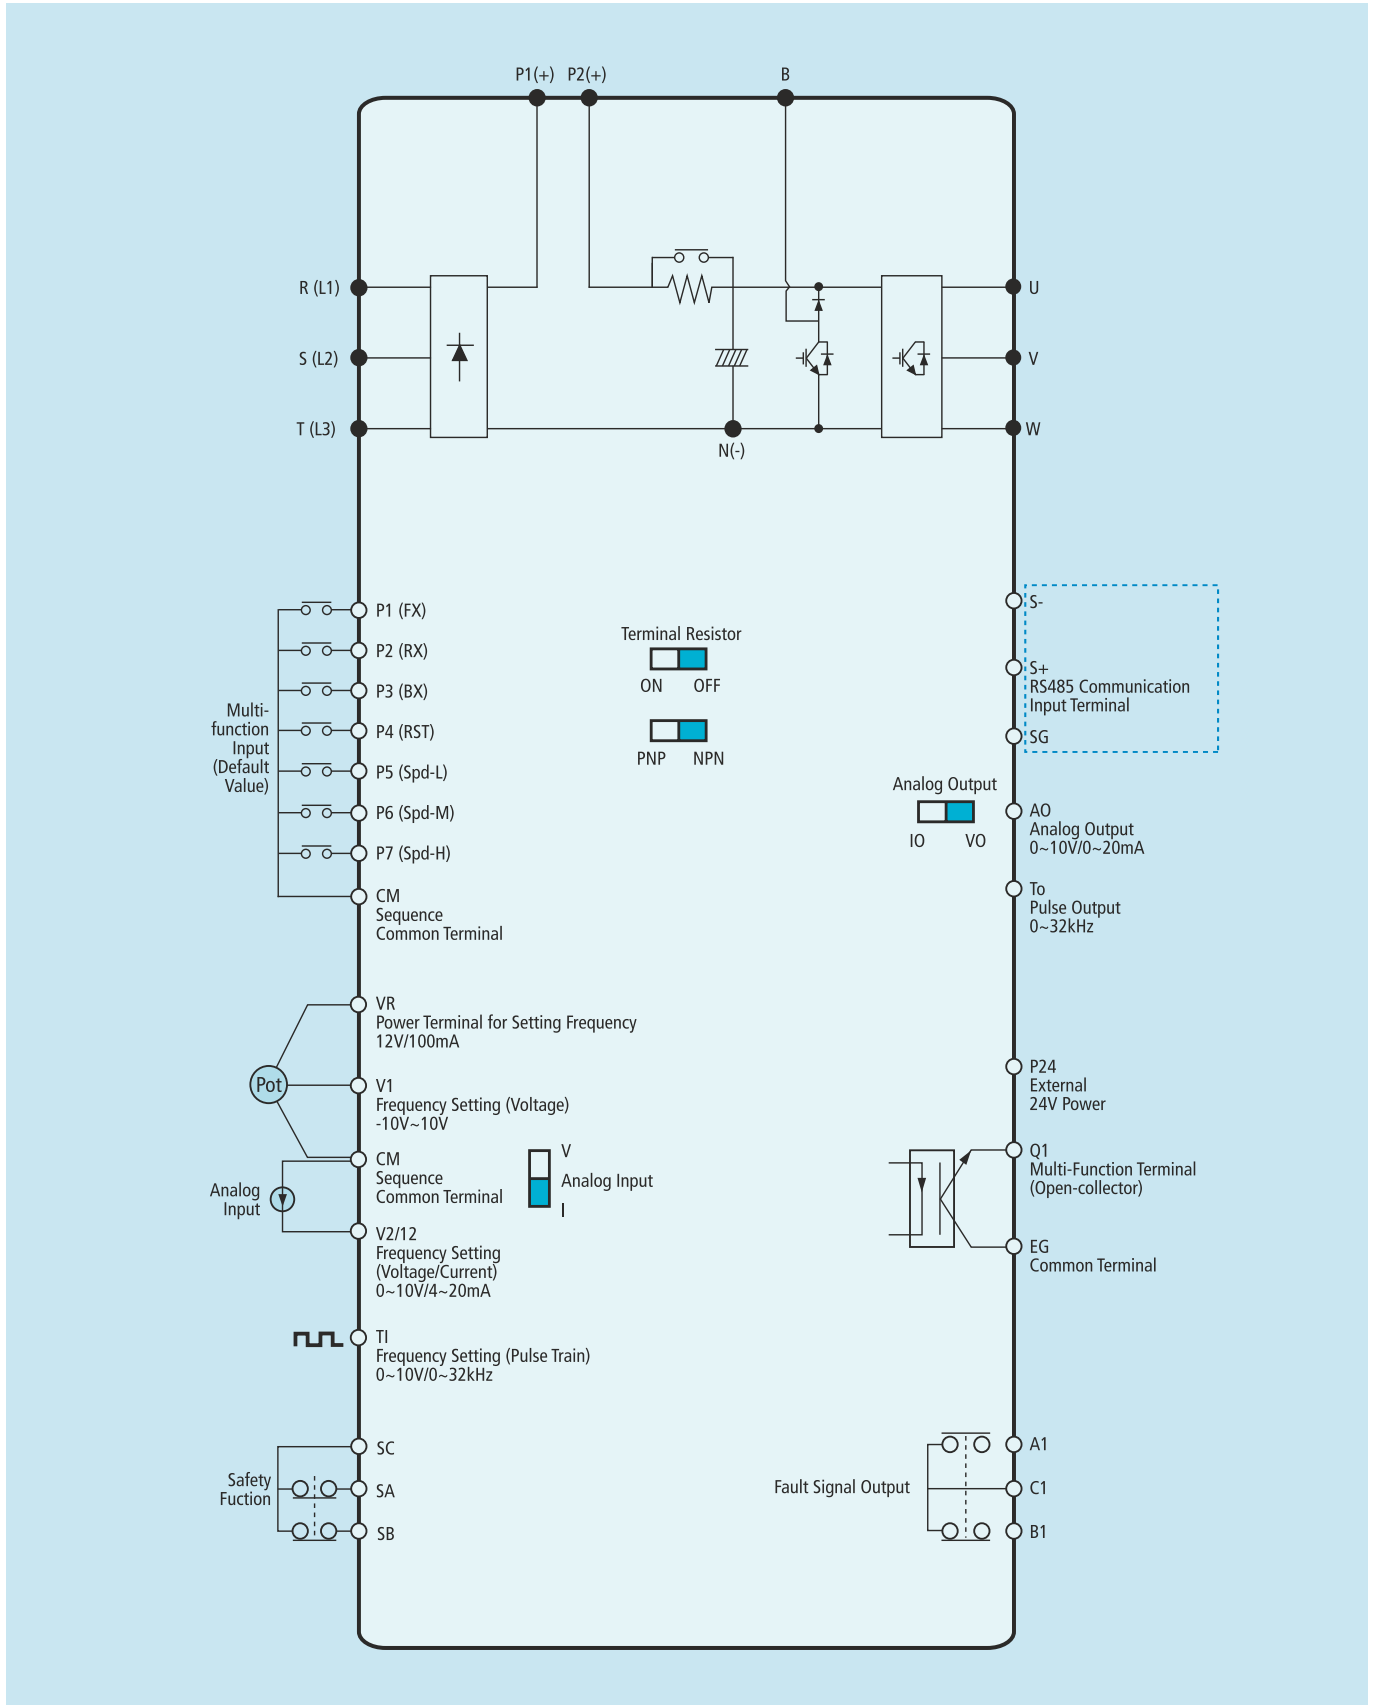 P1(+) P2(+) B
R (L1)
S (L2)
T (L3)
U
V
W
N(-)
Multi-
function
Input
(Default
Value)
P1 (FX)
P2 (RX)
P3 (BX)
P4 (RST)
P5 (Spd-L)
P6 (Spd-M)
P7 (Spd-H)
CM
Sequence
Common Terminal
Terminal Resistor
ON OFF
PNP NPN
S-
S+
RS485 Communication
Input Terminal
SG
Analog Output
IO VO
AO
Analog Output
0~10V/0~20mA
To
Pulse Output
0~32kHz
Pot
VR
Power Terminal for Setting Frequency
12V/100mA
V1
Frequency Setting (Voltage)
-10V~10V
CM
Sequence
Common Terminal
Analog
Input
V2/12
Frequency Setting
(Voltage/Current)
0~10V/4~20mA
V
Analog Input
I
P24
External
24V Power
Q1
Multi-Function Terminal
(Open-collector)
EG
Common Terminal
TI
Frequency Setting (Pulse Train)
0~10V/0~32kHz
Safety
Fuction
SC
SA
SB
Fault Signal Output
A1
C1
B1